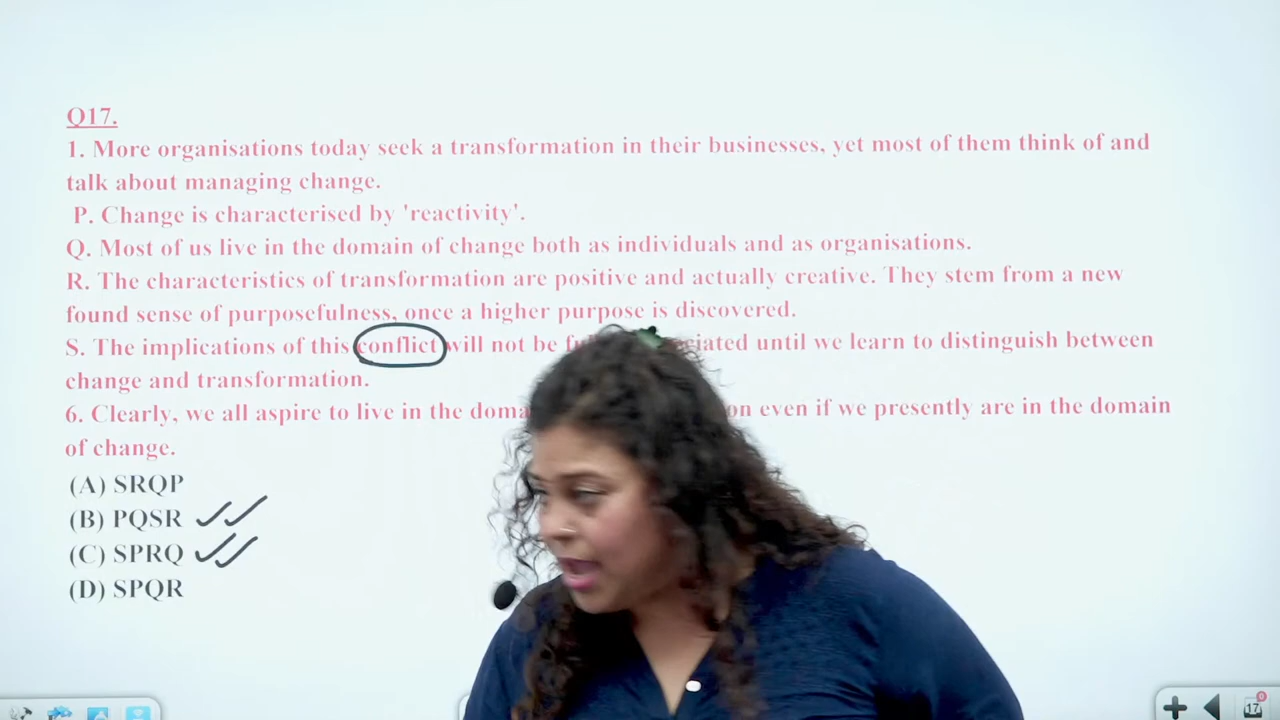 Q17.
1. More organisations today seek a transformation in their businesses, yet most of them think of and
talk about managing change.
P. Change is characterised by 'reactivity'.
Q. Most of us live in the domain of change both as individuals and as organisations.
R. The characteristics of transformation are positive and actually creative. They stem from a new
found sense of purposefulness, once a higher purpose is discovered.
S. The implications of this conflict will not be until we learn to distinguish between
change and transformation.
6. Clearly, we all aspire to live in the even if we presently are in the domain
of change.
(A) SRQP
(B) PQSR
(C) SPRQ
(D) SPQR
17